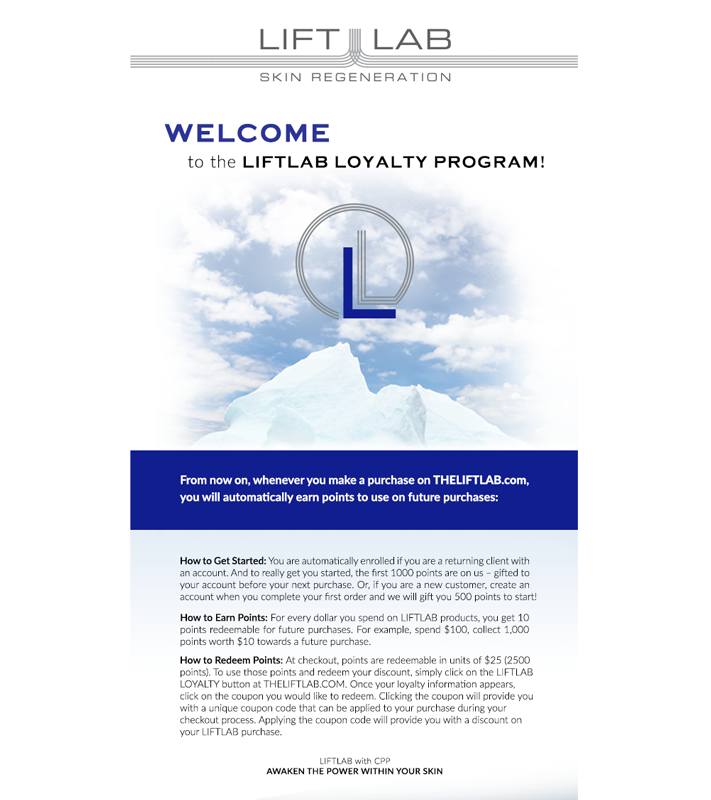 LIFT LAB
SKIN REGENERATION
WELCOME
to the LIFTLAB LOYALTY PROGRAM!
LL
From now on, whenever you make a purchase on THELIFTLAB.com,
you will automatically earn points to use on future purchases:
How to Get Started: You are automatically enrolled if you are a returning client with
an account. And to really get you started, the first 1000 points are on us – gifted to
your account before your next purchase. Or, if you are a new customer, create an
account when you complete your first order and we will gift you 500 points to start!
How to Earn Points: For every dollar you spend on LIFTLAB products, you get 10
points redeemable for future purchases. For example, spend $100, collect 1,000
points worth $10 towards a future purchase.
How to Redeem Points: At checkout, points are redeemable in units of $25 (2500
points). To use those points and redeem your discount, simply click on the LIFTLAB
LOYALTY button at THELIFTLAB.COM. Once your loyalty information appears,
click on the coupon you would like to redeem. Clicking the coupon will provide you
with a unique coupon code that can be applied to your purchase during your
checkout process. Applying the coupon code will provide you with a discount on
your LIFTLAB purchase.
LIFTLAB with CPP
AWAKEN THE POWER WITHIN YOUR SKIN